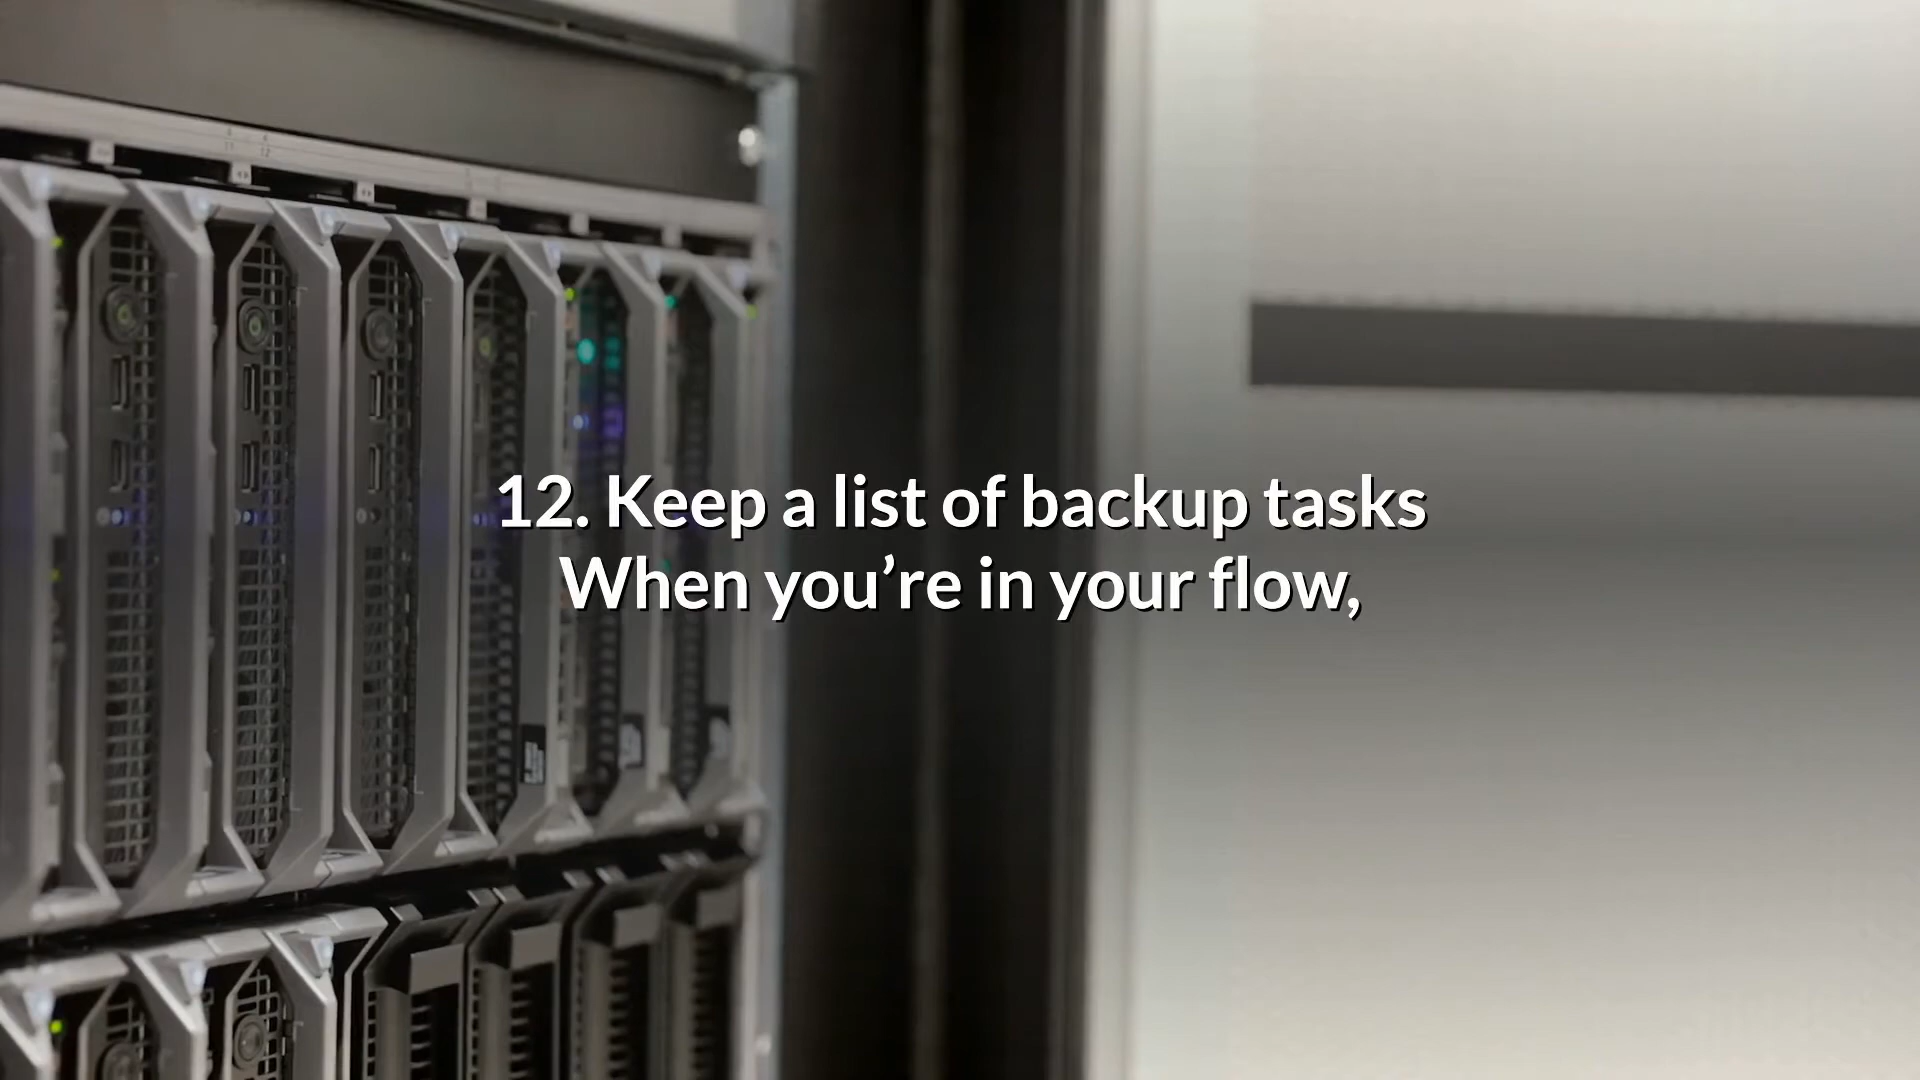 12. Keep a list of backup tasks
When you’re in your flow,